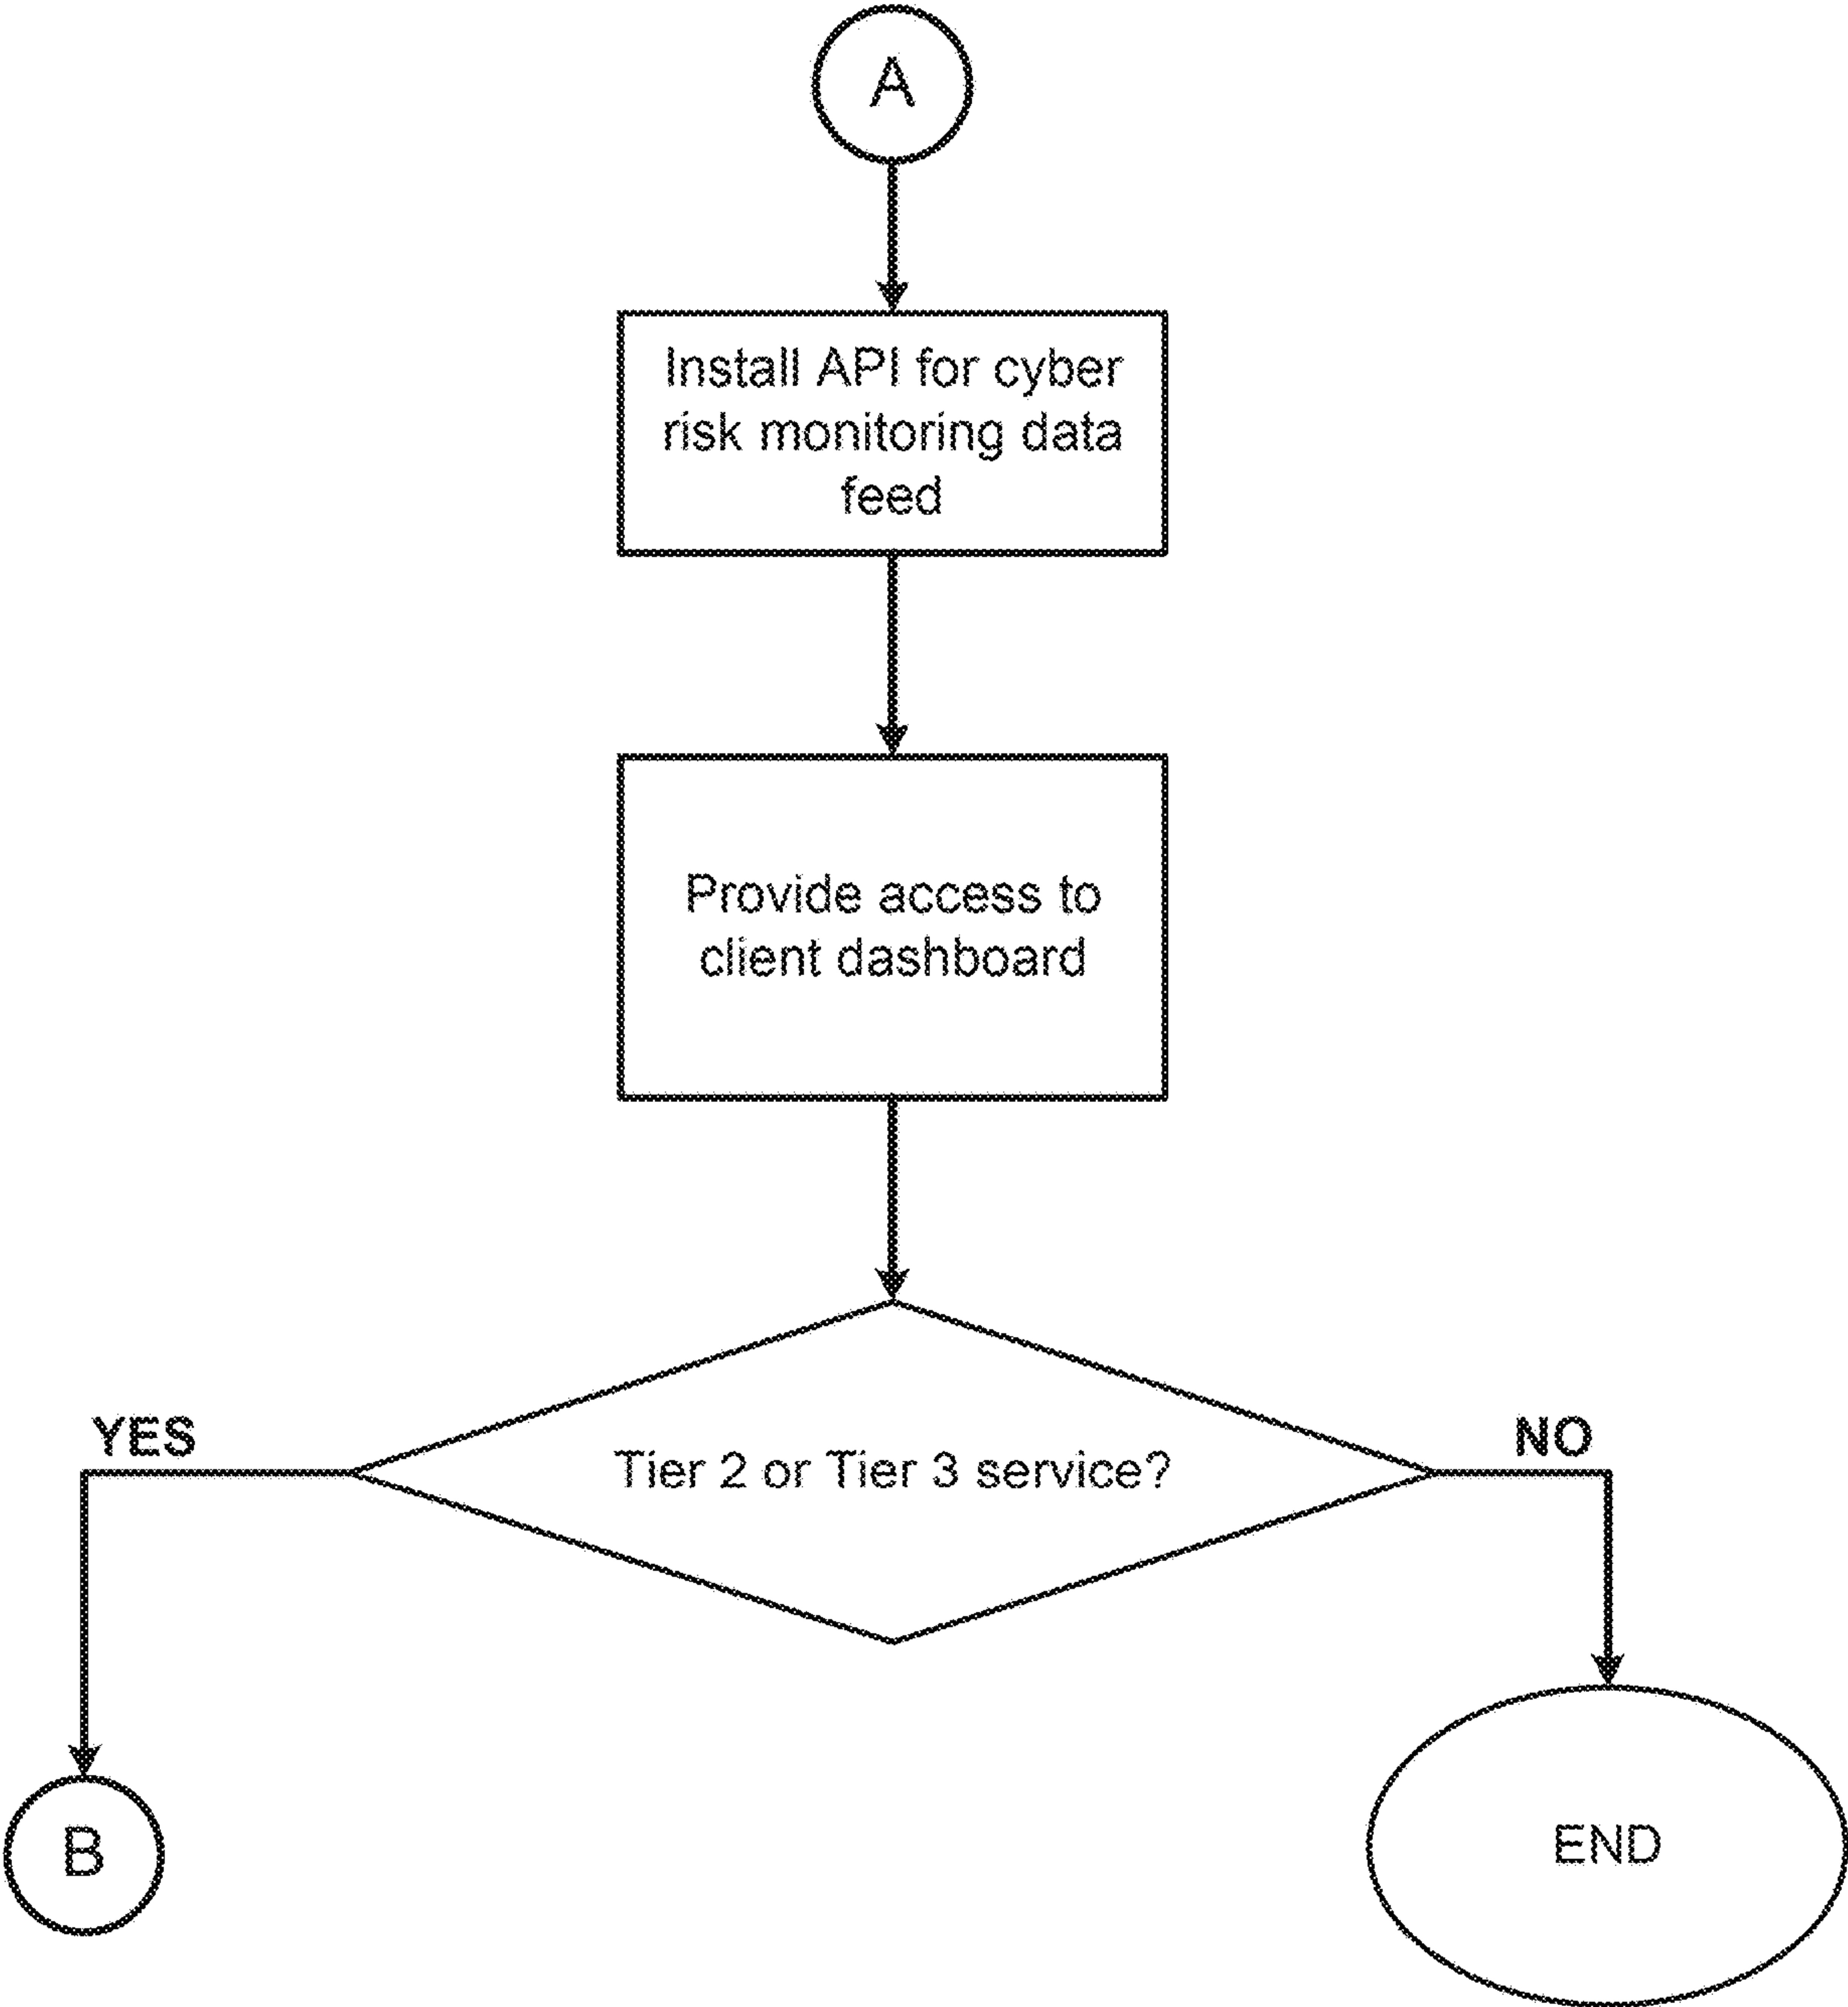 A
Install API for cyber
risk monitoring data
feed
Provide access to
client dashboard
YES
NO
Tier 2 or Tier 3 service?
B
END